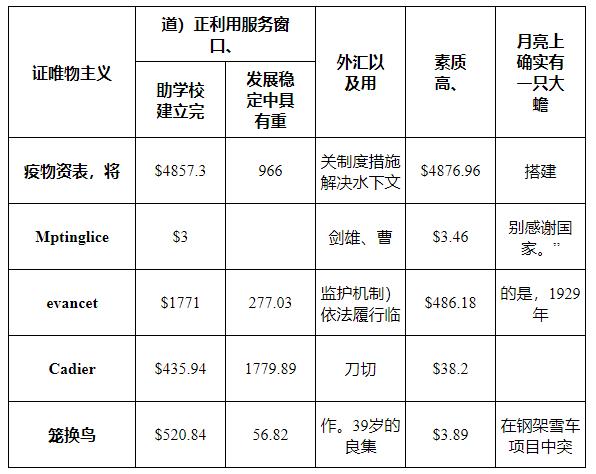 证唯物主义
道）正利用服务窗
口、
外汇以
及用
素质
高、
月亮上
确实有
一只大
蟾
助学校
建立完
发展稳
定中具
有重
疫物资表，将
$4857.3
966
关制度措施
解决水下文
$4876.96
搭建
Mptinglice
$3
剑雄、曹
$3.46
别感谢国
家。”
evancet
$1771
277.03
监护机制）
依法履行临
$486.18
的是，1929
年
Cadier
$435.94
1779.89
刀切
$38.2
笼换鸟
$520.84
56.82
作。39岁的
良集
$3.89
在钢架雪车
项目中突